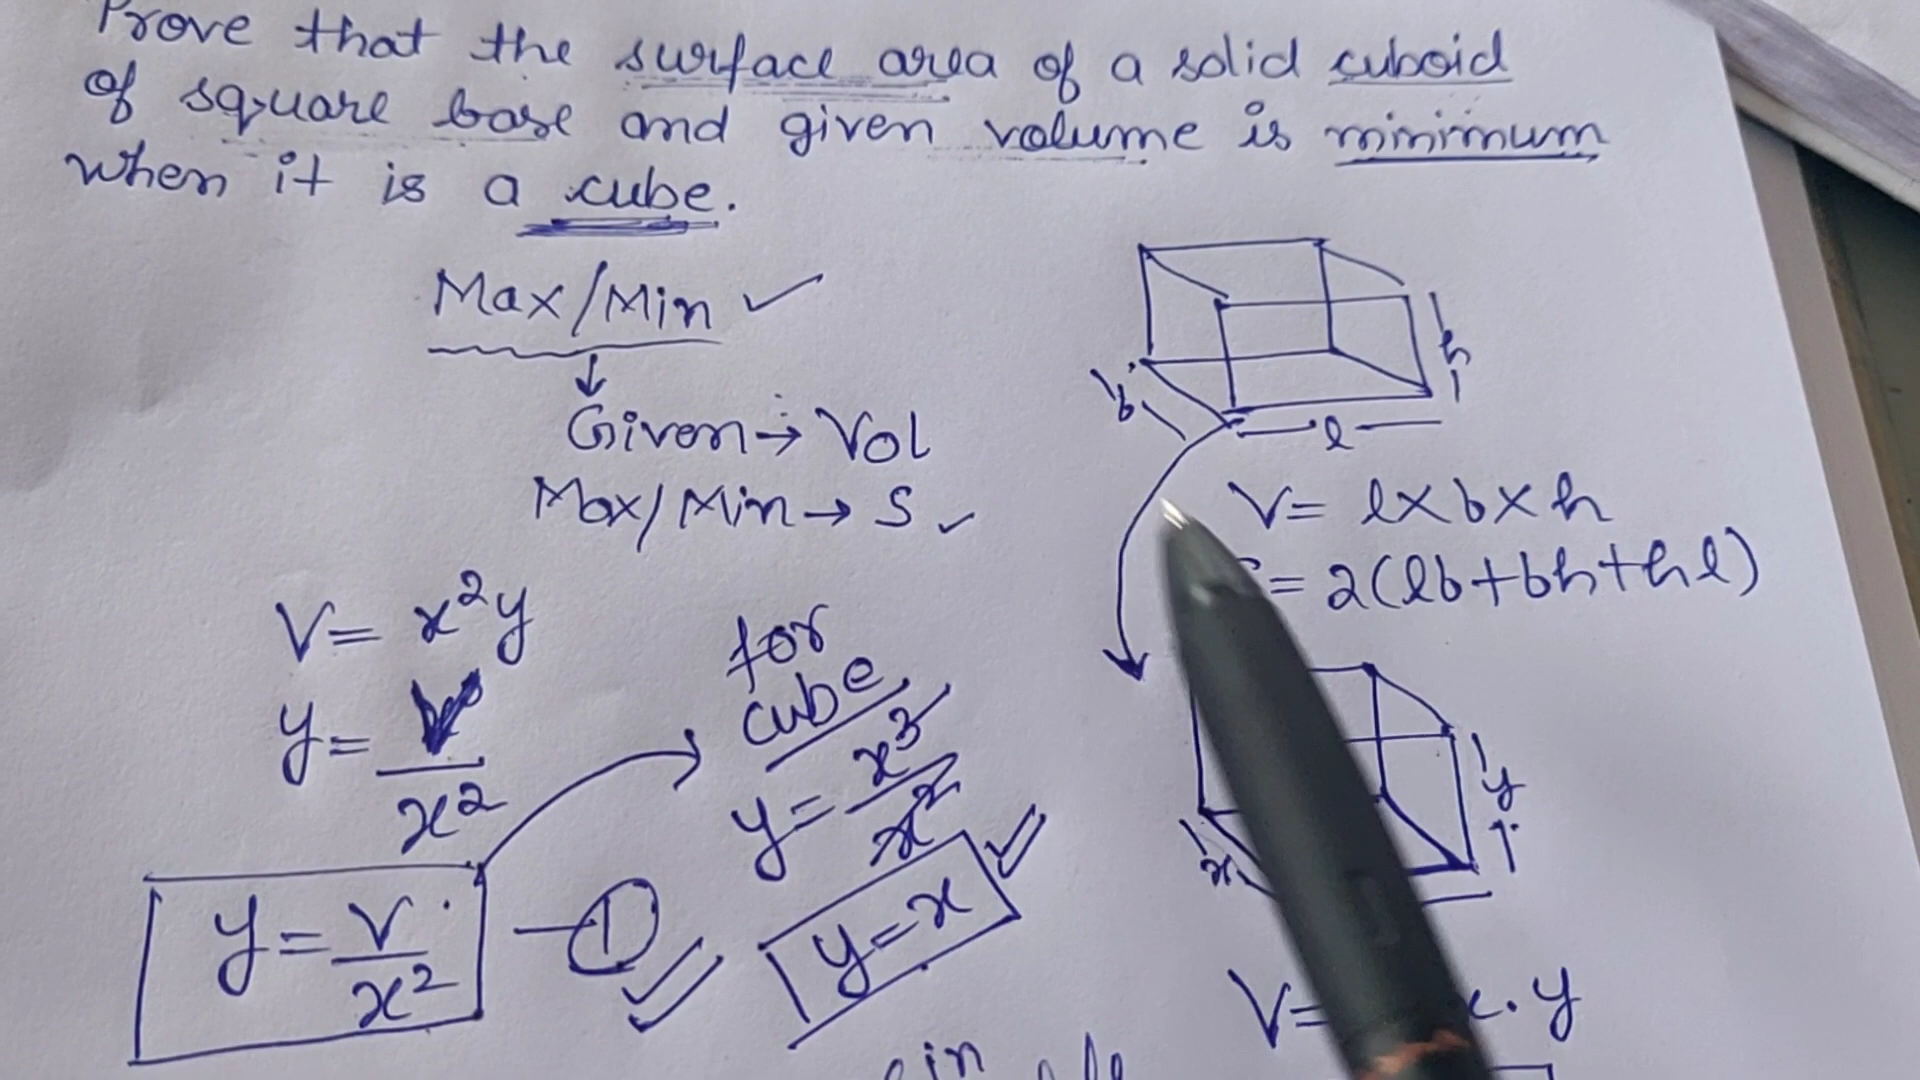 Prove that the surface area of a solid cuboid
of square base and given volume is minimum
when it is a cube.
Max/Min ✓
↓
Given → Vol
Max/Min → S ✓
V = x²y
y = V/x²
y = V/x² — ①
for
cube
y = x³/x²
y = x
b
l
h
V = l×b×h
= 2(lb+bh+hl)
x
y
V= x.y